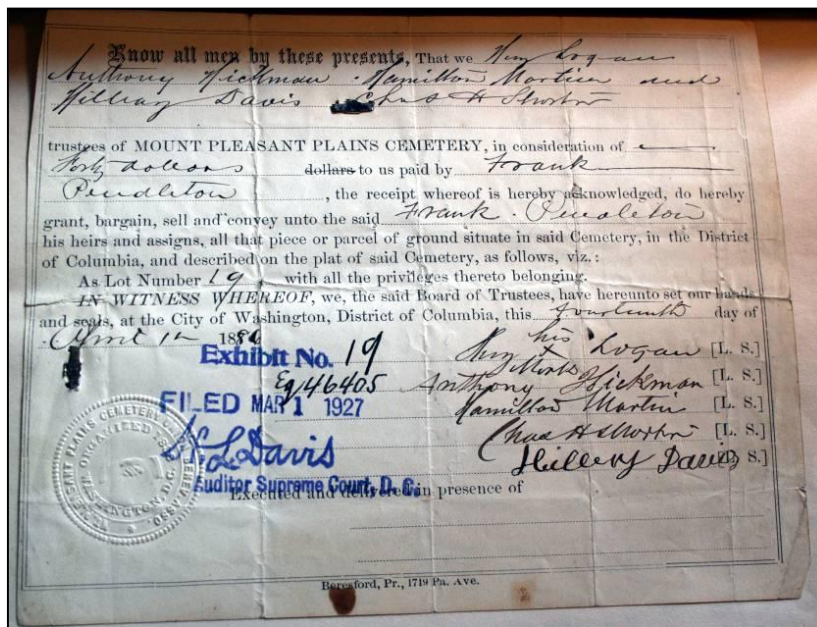 Know all men by these presents, That we Hny Logan
Anthony Hickman . Hamilton Martin and
Hillray Davis Chas H Shorter
trustees of MOUNT PLEASANT PLAINS CEMETERY, in consideration of
Forty dollars dollars to us paid by Frank
Pendleton , the receipt whereof is hereby acknowledged, do hereby
grant, bargain, sell and convey unto the said Frank . Pendleton
his heirs and assigns, all that piece or parcel of ground situate in said Cemetery, in the District
of Columbia, and described on the plat of said Cemetery, as follows, viz. :
As Lot Number 19 with all the privileges thereto belonging.
IN WITNESS WHEREOF, we, the said Board of Trustees, have hereunto set our hands
and seals, at the City of Washington, District of Columbia, this fourteenth day of
April 188
Exhibit No. 19
Eq 46405
FILED MAR 1 1927
Davis
Auditor Supreme Court, D. C.
his
Hny x Logan [L. S.]
Mark
Anthony Hickman [L. S.]
Hamilton Martin [L. S.]
Chas H Shorter [L. S.]
Hillery Davis [L. S.]
Executed and delivered in presence of
Beresford, Pr., 1719 Pa. Ave.